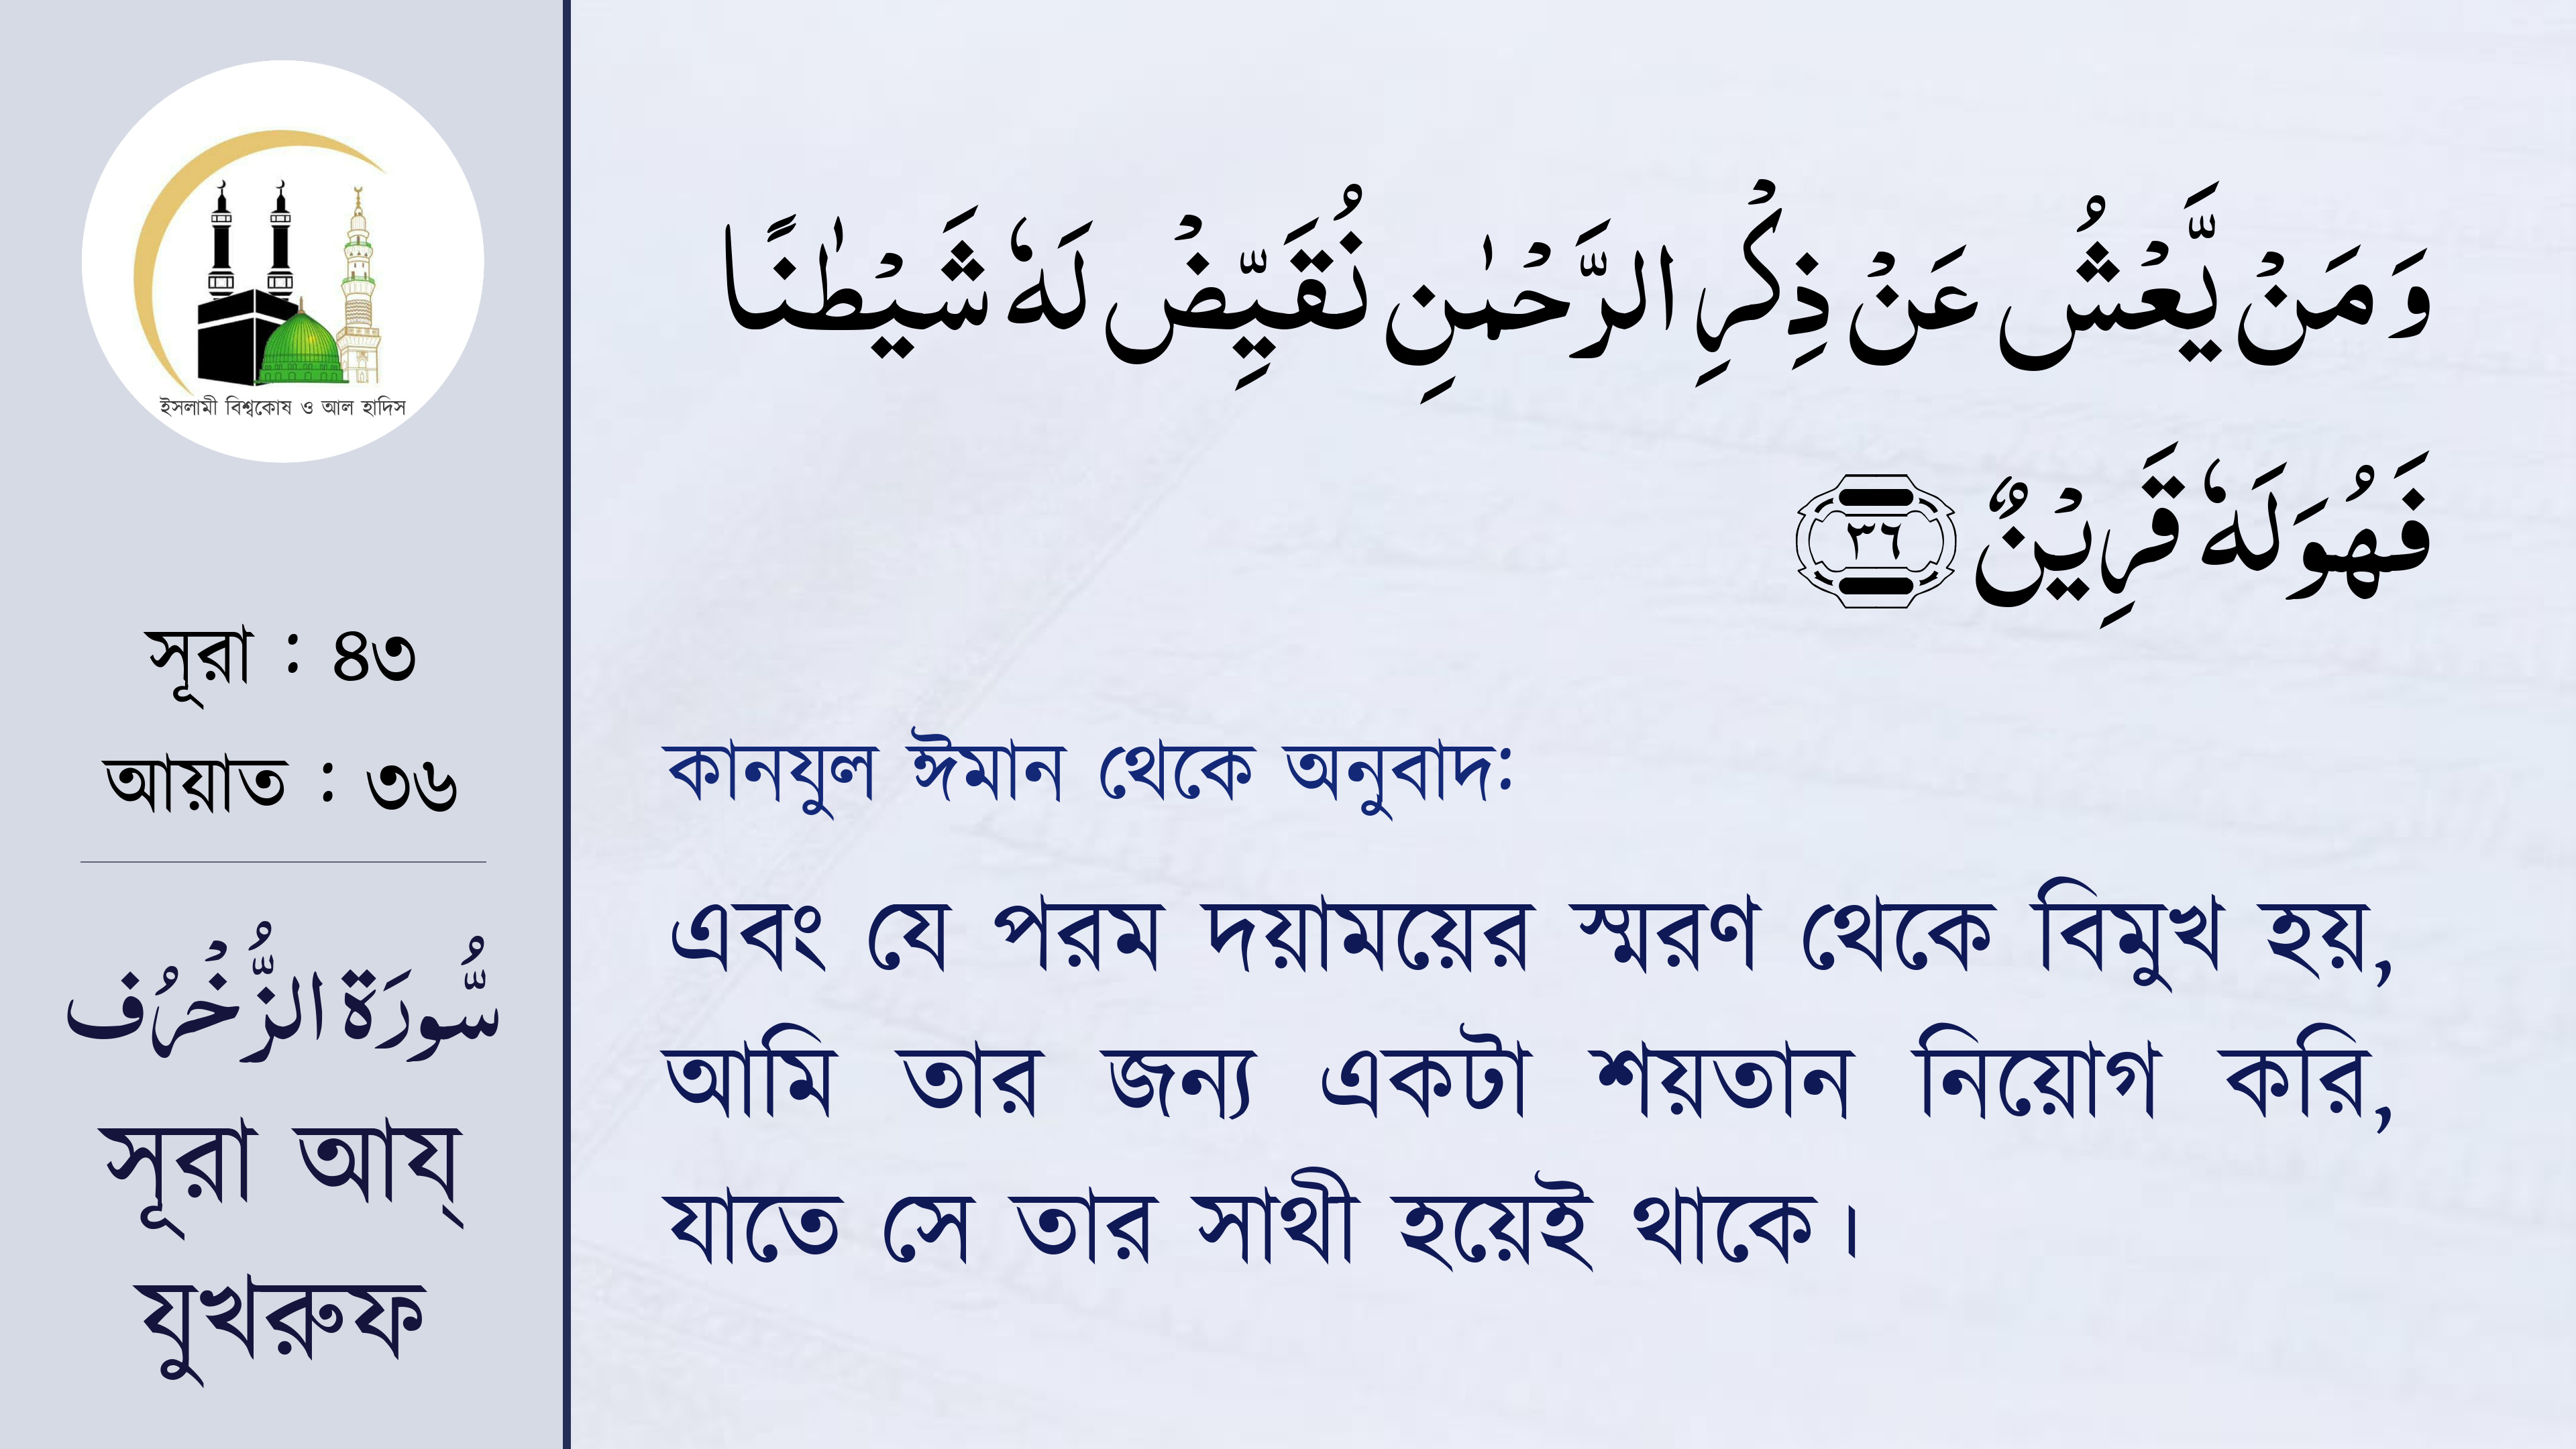 ইসলামী বিশ্বকোষ ও আল হাদিস
সূরা : ৪৩
আয়াত : ৩৬
سُّورَة الزُّخْرُف
সূরা আয্
যুখরুফ
وَ مَنْ یَّعْشُ عَنْ ذِكْرِ الرَّحْمٰنِ نُقَیِّضْ لَهٗ شَیْطٰنًا
فَهُوَ لَهٗ قَرِیْنٌ ٣٦
কানযুল ঈমান থেকে অনুবাদ:
এবং যে পরম দয়াময়ের স্মরণ থেকে বিমুখ হয়,
আমি তার জন্য একটা শয়তান নিয়োগ করি,
যাতে সে তার সাথী হয়েই থাকে।